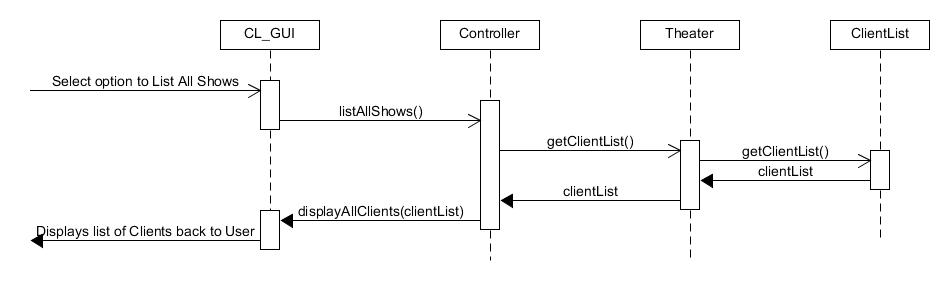 CL_GUI
Controller
Theater
ClientList
Select option to List All Shows
listAllShows()
getClientList()
getClientList()
clientList
clientList
displayAllClients(clientList)
Displays list of Clients back to User